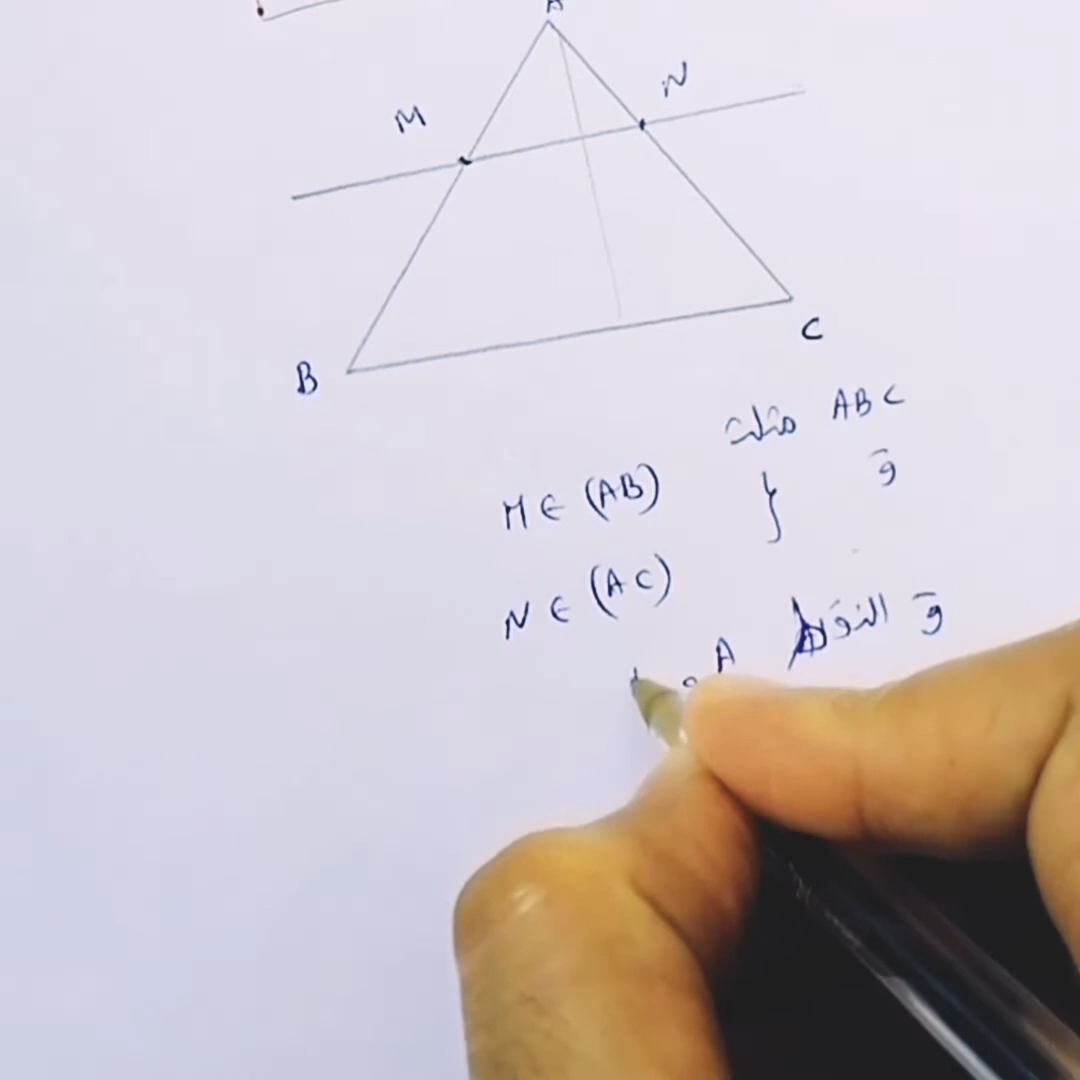 A
M N
B
C
ABC مثلث
و { M ∈ (AB)
N ∈ (AC)
و النقط A